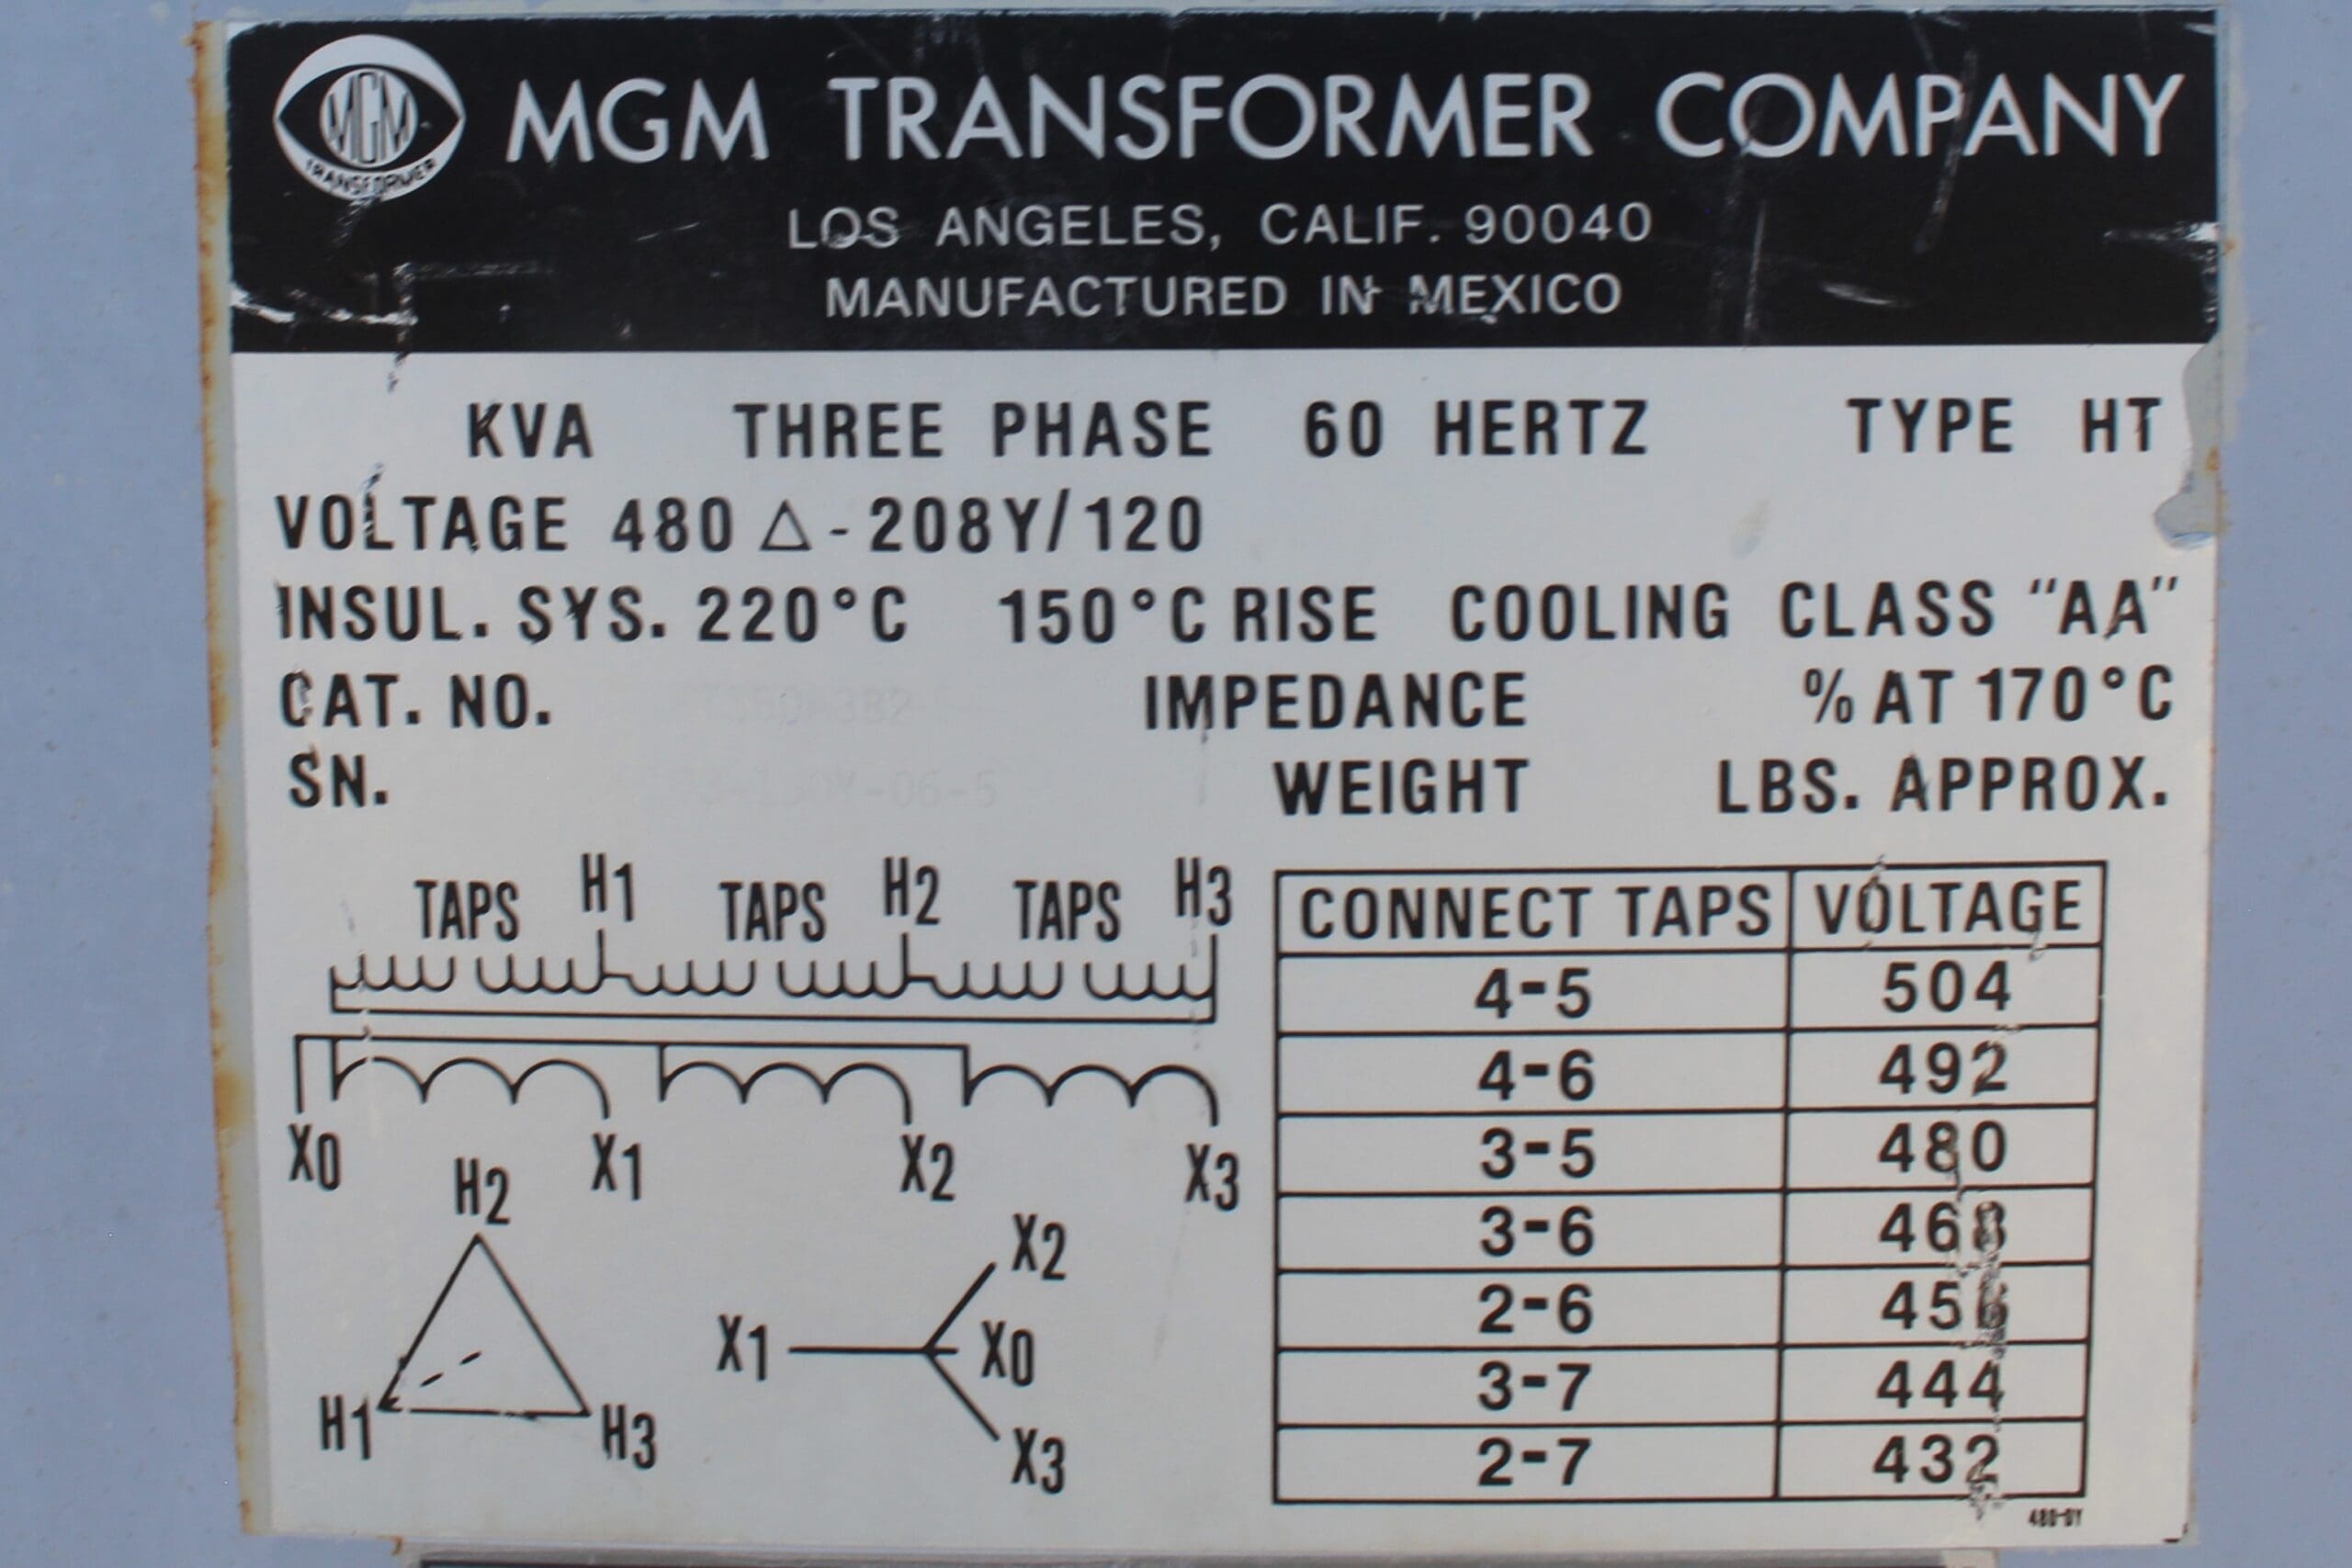 MGM
TRANSFORMER
MGM TRANSFORMER COMPANY
LOS ANGELES, CALIF. 90040
MANUFACTURED IN MEXICO
KVA THREE PHASE 60 HERTZ TYPE HT
VOLTAGE 480 △ - 208Y/120
INSUL. SYS. 220°C 150°C RISE COOLING CLASS "AA"
CAT. NO. IMPEDANCE % AT 170°C
SN. WEIGHT LBS. APPROX.
TAPS H1 TAPS H2 TAPS H3
X0 X1 X2 X3
H2
H1 H3
X2
X1 X0
X3
CONNECT TAPS VOLTAGE
4-5 504
4-6 492
3-5 480
3-6 468
2-6 456
3-7 444
2-7 432